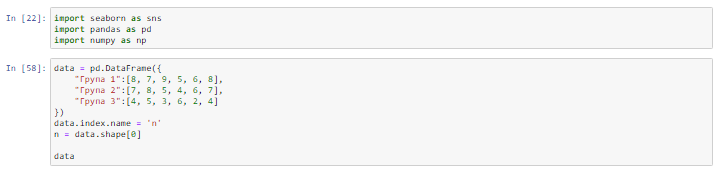 In [22]: import seaborn as sns
import pandas as pd
import numpy as np
In [58]: data = pd.DataFrame({
"Група 1":[8, 7, 9, 5, 6, 8],
"Група 2":[7, 8, 5, 4, 6, 7],
"Група 3":[4, 5, 3, 6, 2, 4]
})
data.index.name = 'n'
n = data.shape[0]
data